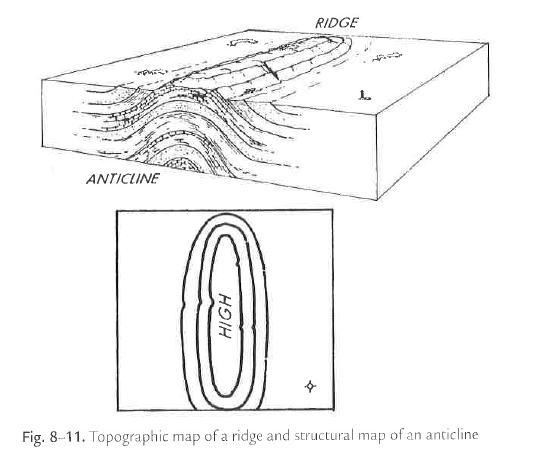 RIDGE
ANTICLINE
HIGH
Fig. 8–11. Topographic map of a ridge and structural map of an anticline